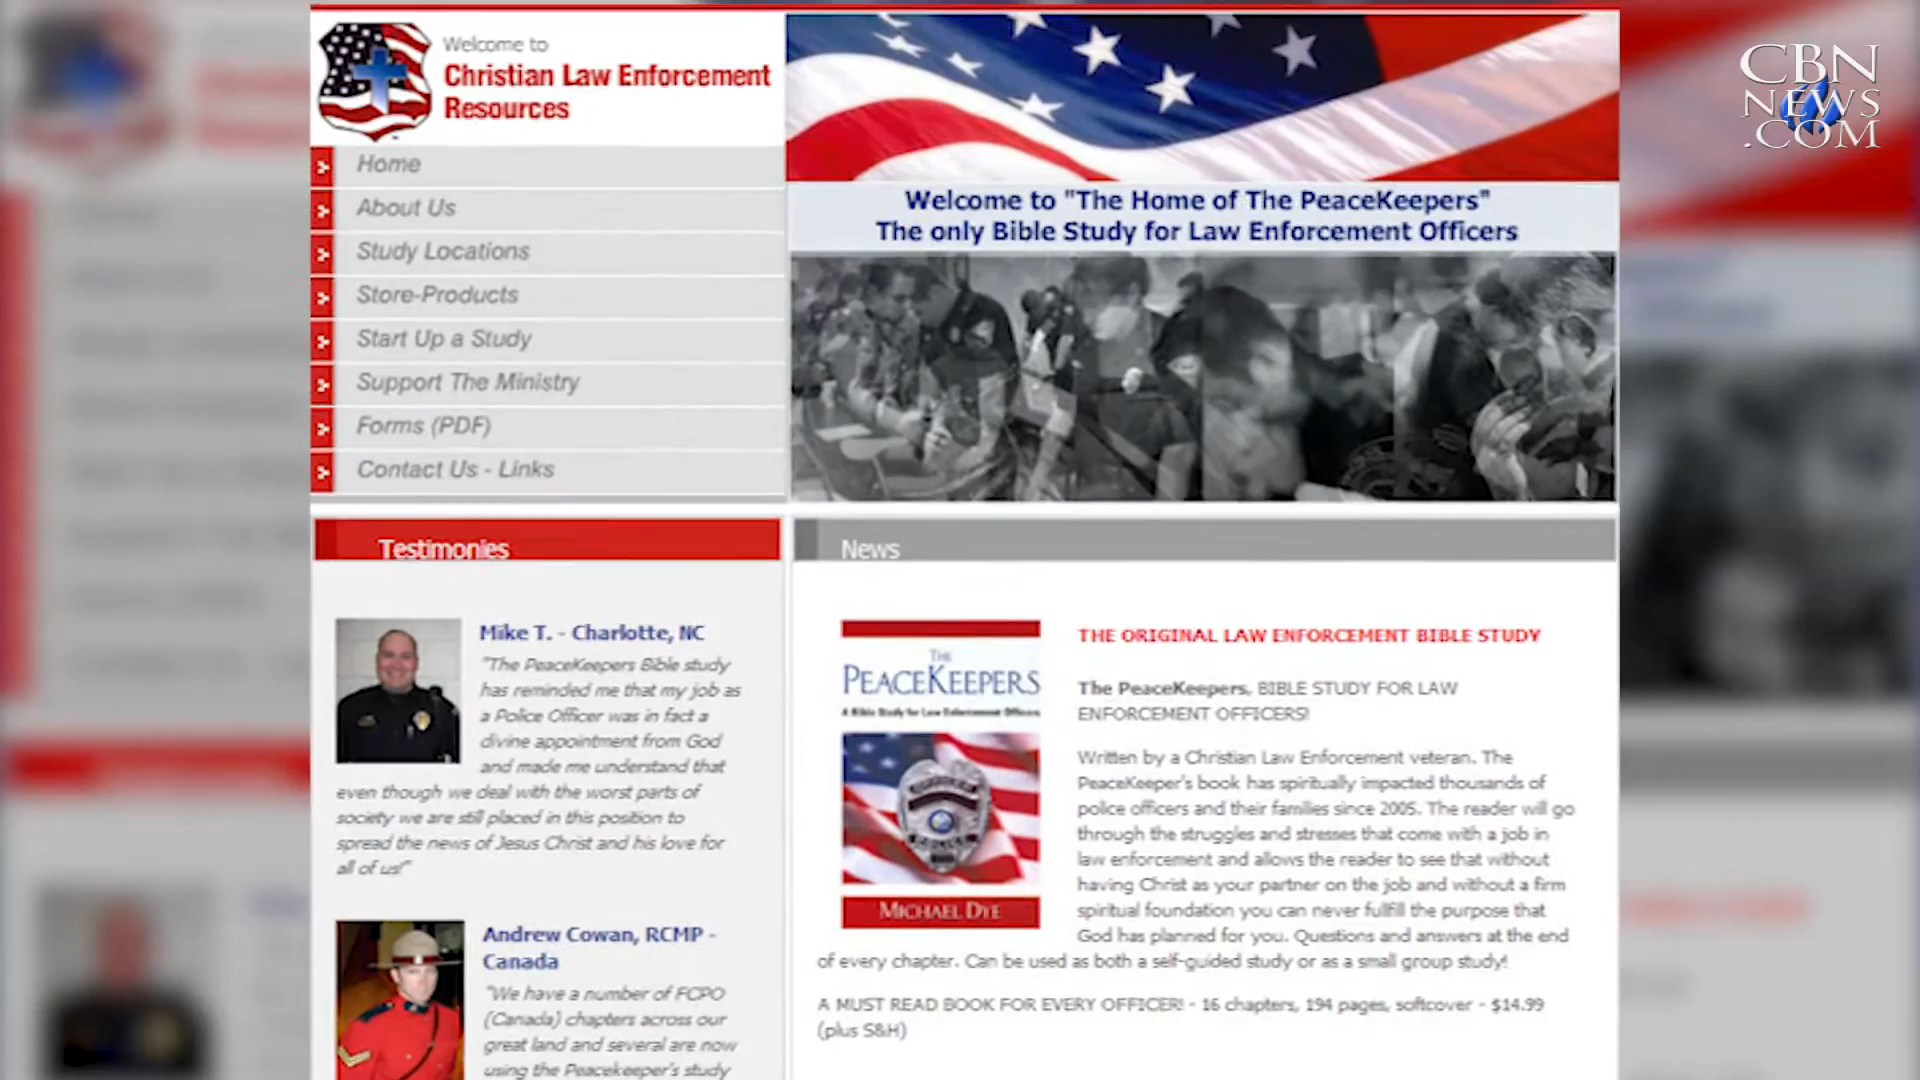 Welcome to
Christian Law Enforcement
Resources
Home
About Us
Study Locations
Store-Products
Start Up a Study
Support The Ministry
Forms (PDF)
Contact Us - Links
CBN
NEWS
.COM
Welcome to "The Home of The PeaceKeepers"
The only Bible Study for Law Enforcement Officers
Testimonies
Mike T. - Charlotte, NC
"The PeaceKeepers Bible study
has reminded me that my job as
a Police Officer was in fact a
divine appointment from God
and made me understand that
even though we deal with the worst parts of
society we are still placed in this position to
spread the news of Jesus Christ and his love for
all of us!"
Andrew Cowan, RCMP -
Canada
"We have a number of FCPO
(Canada) chapters across our
great land and several are now
using the Peacekeeper's study
News
THE
PEACEKEEPERS
A Bible Study for Law Enforcement Officers
MICHAEL DYE
THE ORIGINAL LAW ENFORCEMENT BIBLE STUDY
The PeaceKeepers, BIBLE STUDY FOR LAW
ENFORCEMENT OFFICERS!
Written by a Christian Law Enforcement veteran. The
PeaceKeeper's book has spiritually impacted thousands of
police officers and their families since 2005. The reader will go
through the struggles and stresses that come with a job in
law enforcement and allows the reader to see that without
having Christ as your partner on the job and without a firm
spiritual foundation you can never fullfill the purpose that
God has planned for you. Questions and answers at the end
of every chapter. Can be used as both a self-guided study or as a small group study!
A MUST READ BOOK FOR EVERY OFFICER! - 16 chapters, 194 pages, softcover - $14.99
(plus S&H)